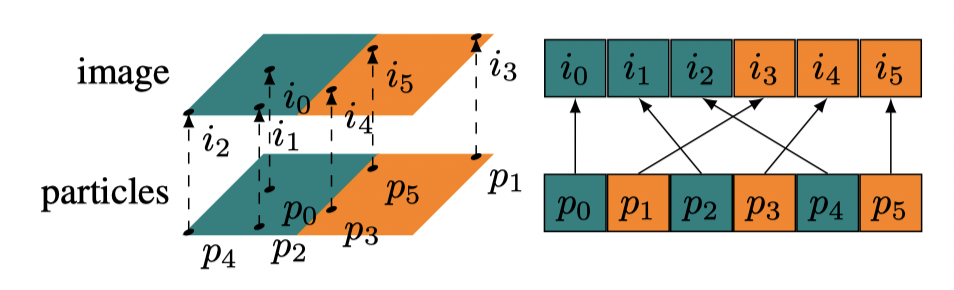 image
i₂ i₁ i₀ i₄ i₅ i₃
particles
p₄ p₂ p₀ p₃ p₅ p₁
i₀ i₁ i₂ i₃ i₄ i₅
p₀ p₁ p₂ p₃ p₄ p₅